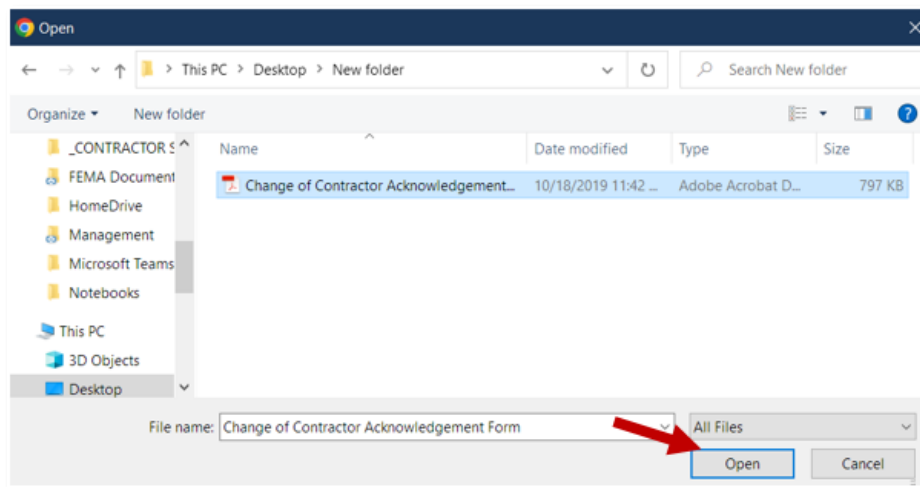 Open
This PC > Desktop > New folder
Search New folder
Organize
New folder
Name
Date modified
Type
Size
_CONTRACTOR S
FEMA Document
HomeDrive
Management
Microsoft Teams
Notebooks
This PC
3D Objects
Desktop
Change of Contractor Acknowledgement... 10/18/2019 11:42 ... Adobe Acrobat D... 797 KB
File name: Change of Contractor Acknowledgement Form
All Files
Open
Cancel